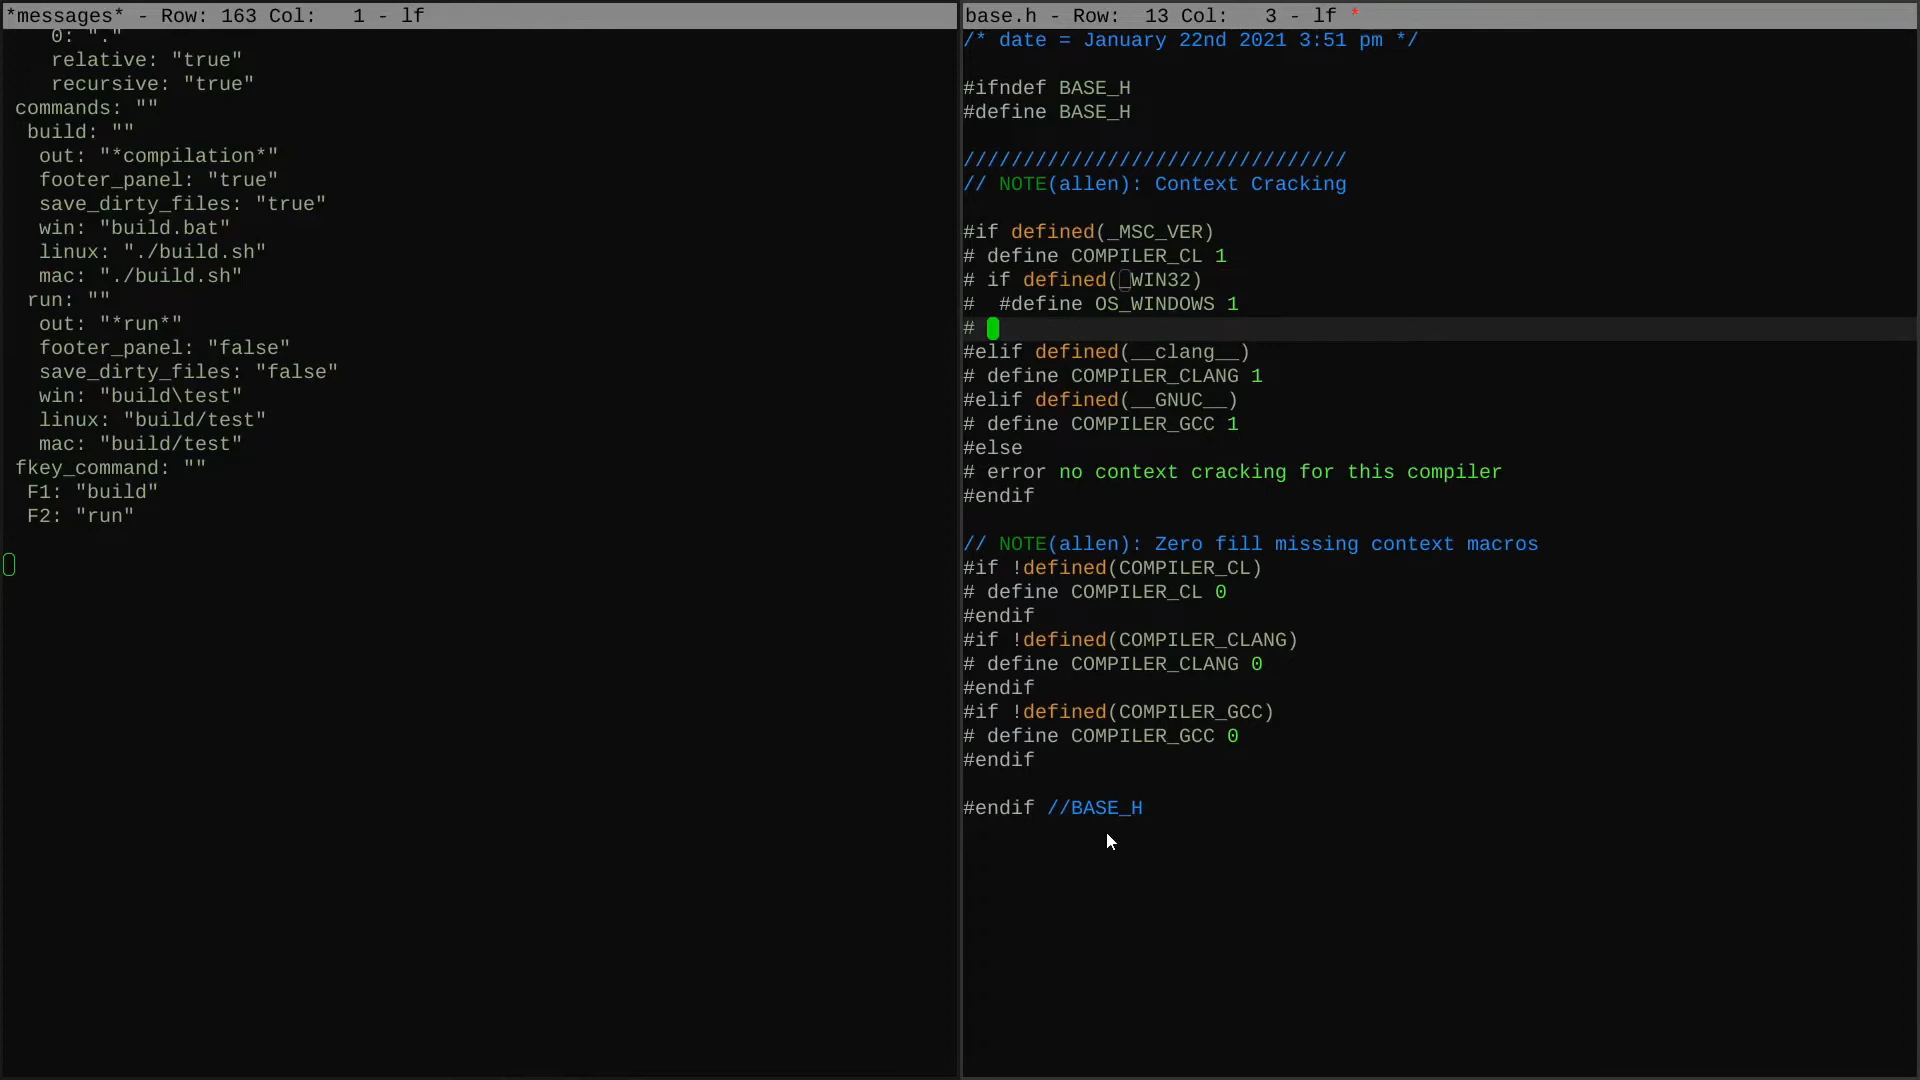 *messages* - Row: 163 Col:   1 - lf
0: "."
relative: "true"
recursive: "true"
commands: ""
build: ""
out: "*compilation*"
footer_panel: "true"
save_dirty_files: "true"
win: "build.bat"
linux: "./build.sh"
mac: "./build.sh"
run: ""
out: "*run*"
footer_panel: "false"
save_dirty_files: "false"
win: "build\test"
linux: "build/test"
mac: "build/test"
fkey_command: ""
F1: "build"
F2: "run"
base.h - Row:  13 Col:   3 - lf *
/* date = January 22nd 2021 3:51 pm */
#ifndef BASE_H
#define BASE_H
////////////////////////////////
// NOTE(allen): Context Cracking
#if defined(_MSC_VER)
# define COMPILER_CL 1
# if defined(_WIN32)
#  #define OS_WINDOWS 1
#
#elif defined(__clang__)
# define COMPILER_CLANG 1
#elif defined(__GNUC__)
# define COMPILER_GCC 1
#else
# error no context cracking for this compiler
#endif
// NOTE(allen): Zero fill missing context macros
#if !defined(COMPILER_CL)
# define COMPILER_CL 0
#endif
#if !defined(COMPILER_CLANG)
# define COMPILER_CLANG 0
#endif
#if !defined(COMPILER_GCC)
# define COMPILER_GCC 0
#endif
#endif //BASE_H